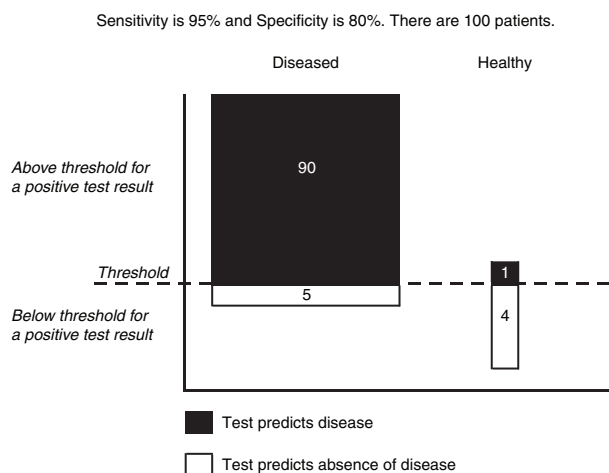 Sensitivity is 95% and Specificity is 80%. There are 100 patients.
Diseased Healthy
Above threshold for
a positive test result
90
Threshold
1
5
Below threshold for
a positive test result
4
Test predicts disease
Test predicts absence of disease